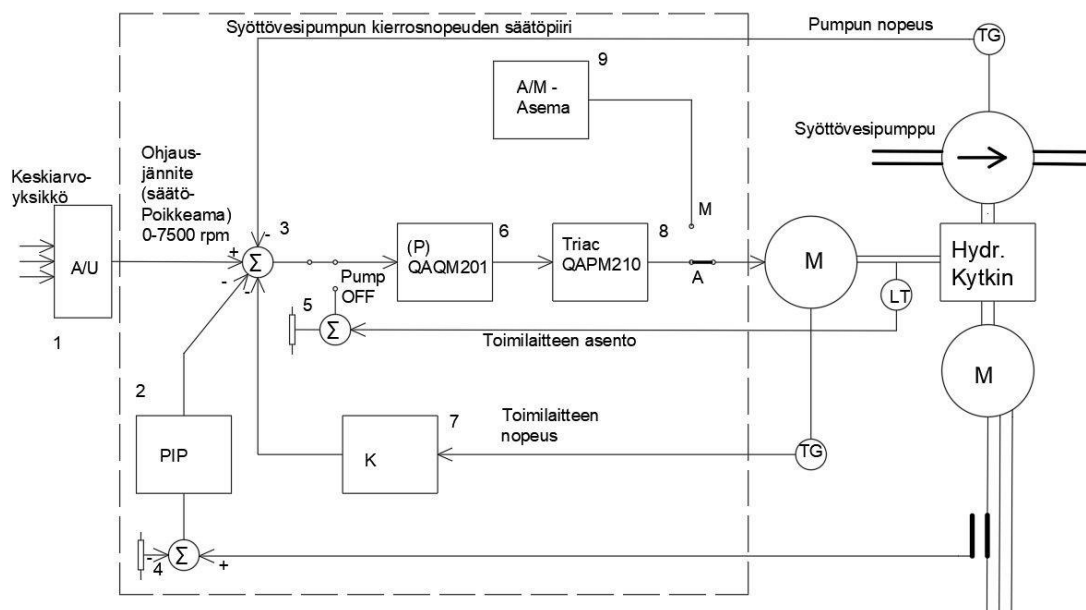 Syöttövesipumpun kierrosnopeuden säätöpiiri
Pumpun nopeus
TG
9
A/M -
Asema
Syöttövesipumppu
Keskiarvo-
yksikkö
Ohjaus-
jännite
(säätö-
Poikkeama)
0-7500 rpm
A/U
1
+
-
-
-
Σ
3
Pump
OFF
(P)
QAQM201
6
Triac
QAPM210
8
M
A
M
Hydr.
Kytkin
LT
5
Σ
Toimilaitteen asento
M
2
PIP
7
K
Toimilaitteen
nopeus
TG
-
4
Σ
+